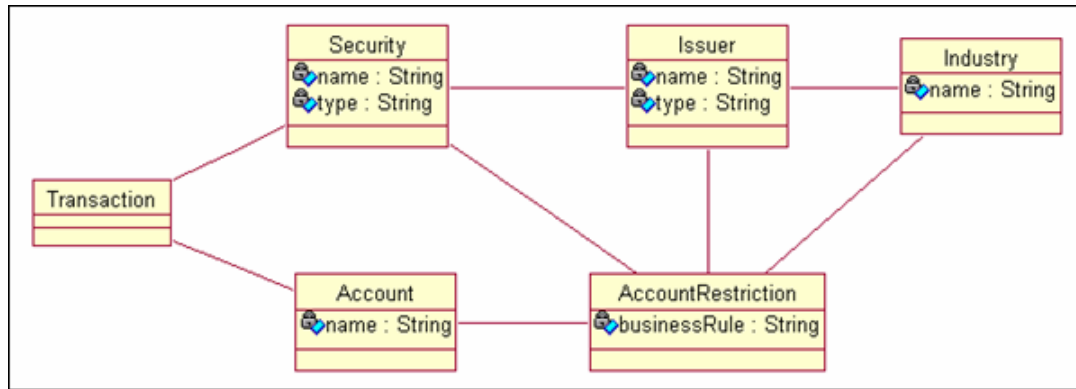 Security
name : String
type : String
Issuer
name : String
type : String
Industry
name : String
Transaction
Account
name : String
AccountRestriction
businessRule : String